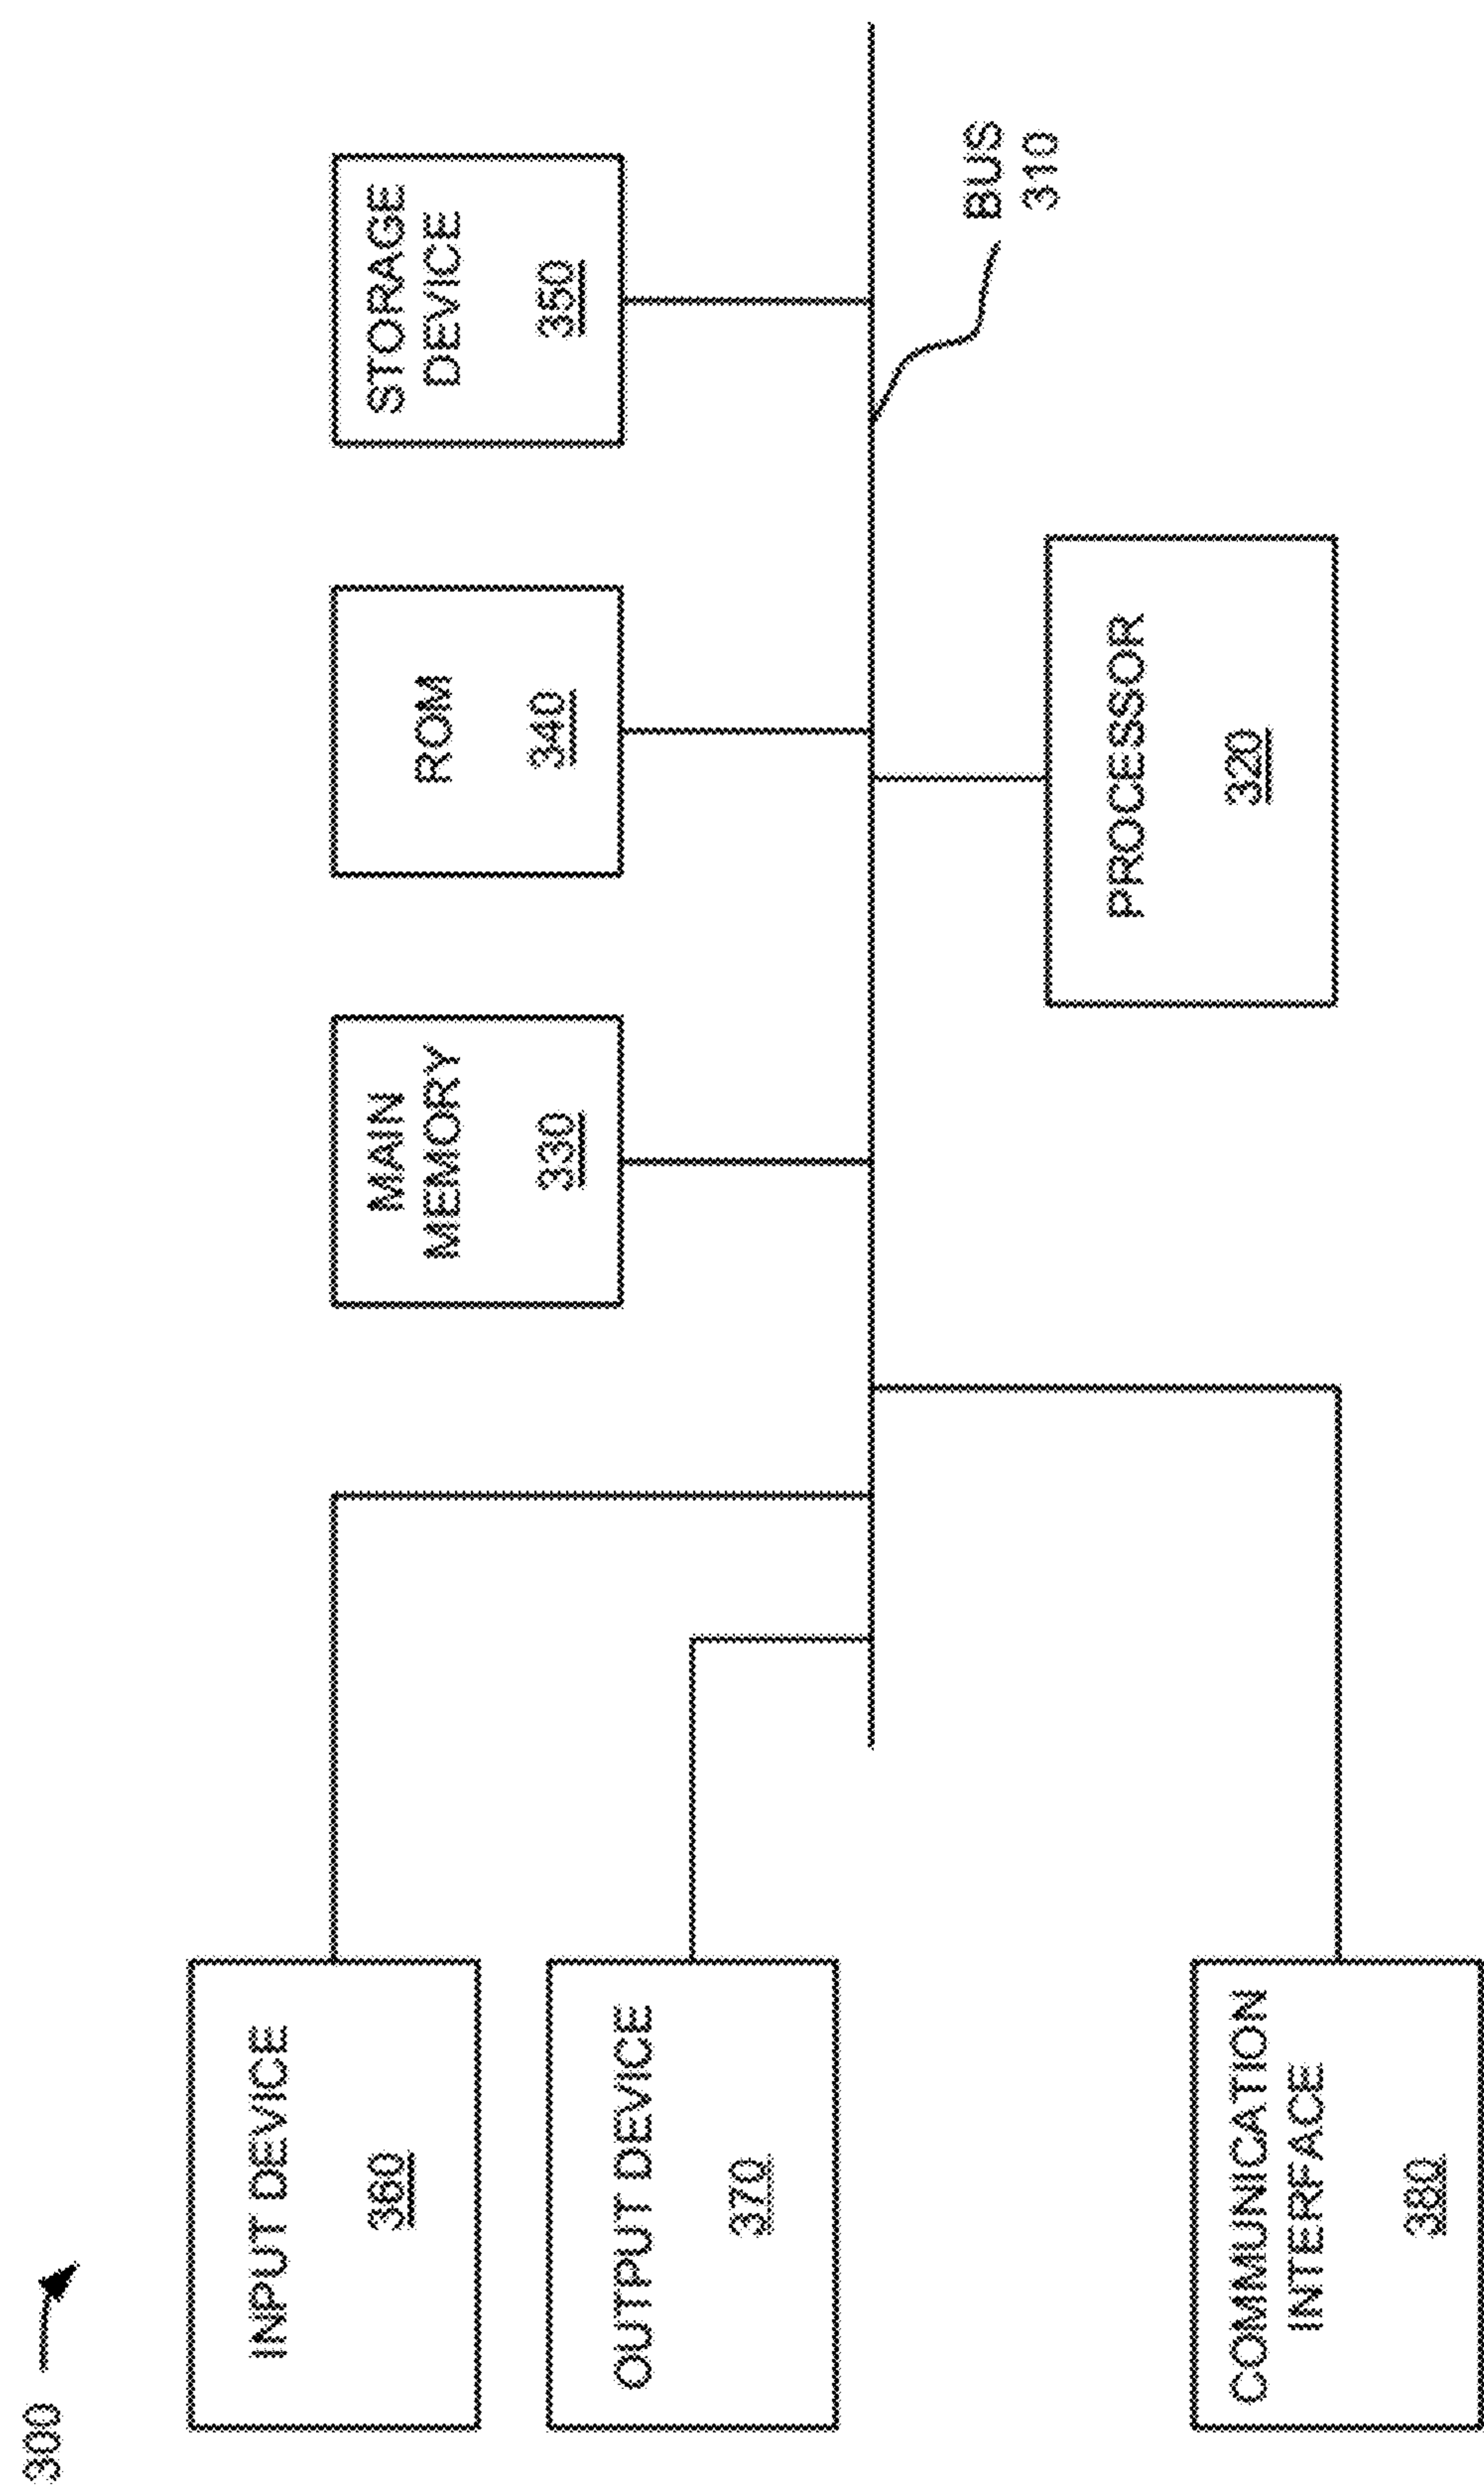 300
INPUT DEVICE
360
OUTPUT DEVICE
370
COMMUNICATION
INTERFACE
380
MAIN
MEMORY
330
ROM
340
STORAGE
DEVICE
350
PROCESSOR
320
BUS
310